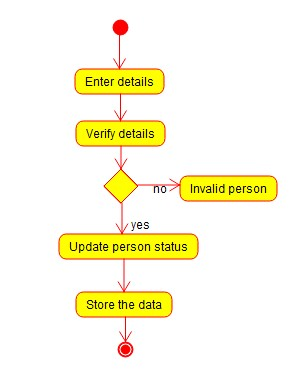 Enter details
Verify details
no
Invalid person
yes
Update person status
Store the data